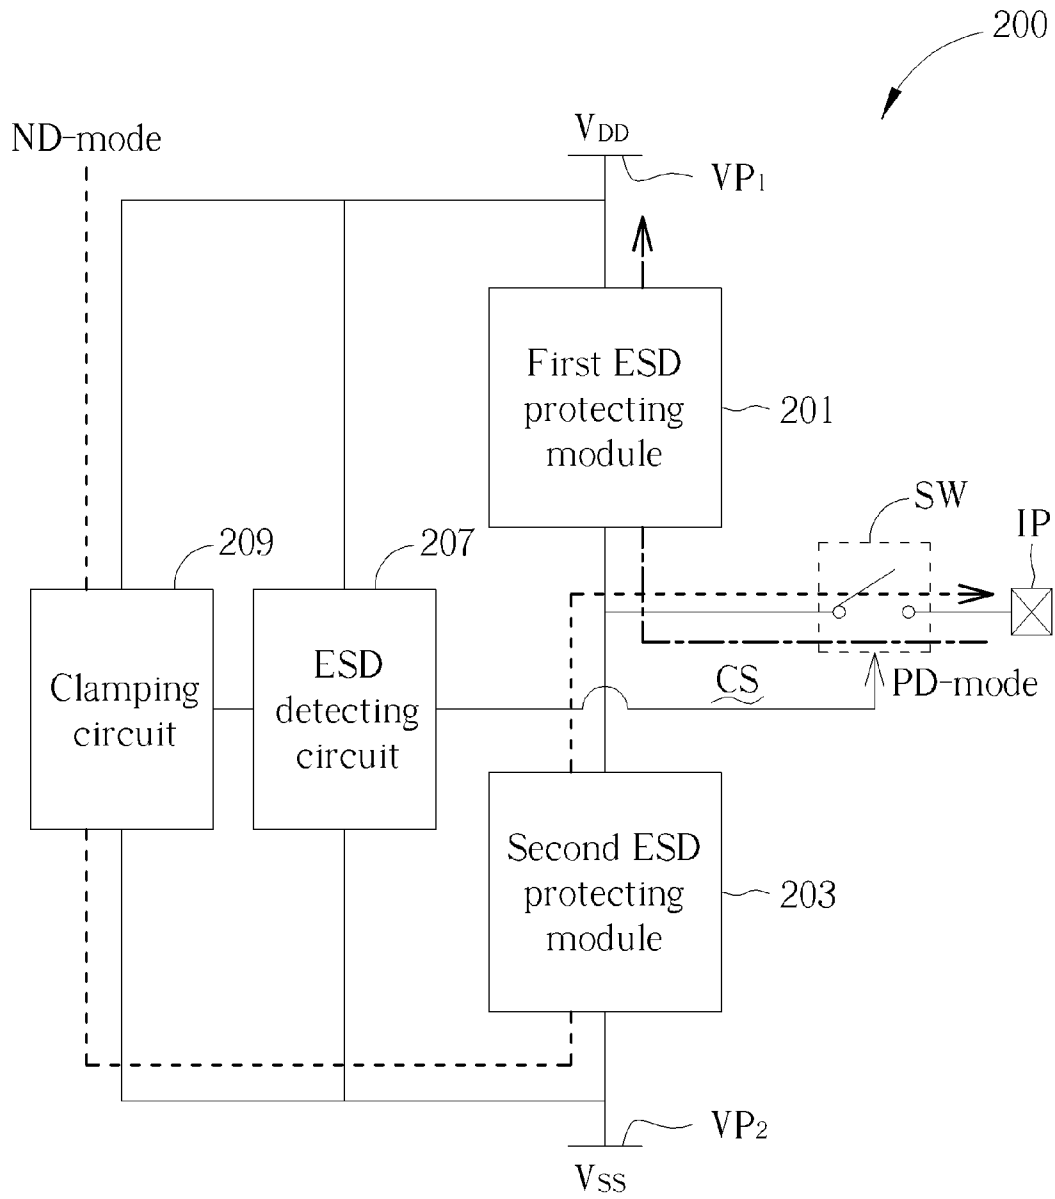 200
ND-mode
VDD
VP1
First ESD
protecting
module
201
SW
IP
209
207
Clamping
circuit
ESD
detecting
circuit
CS
PD-mode
Second ESD
protecting
module
203
VP2
VSS